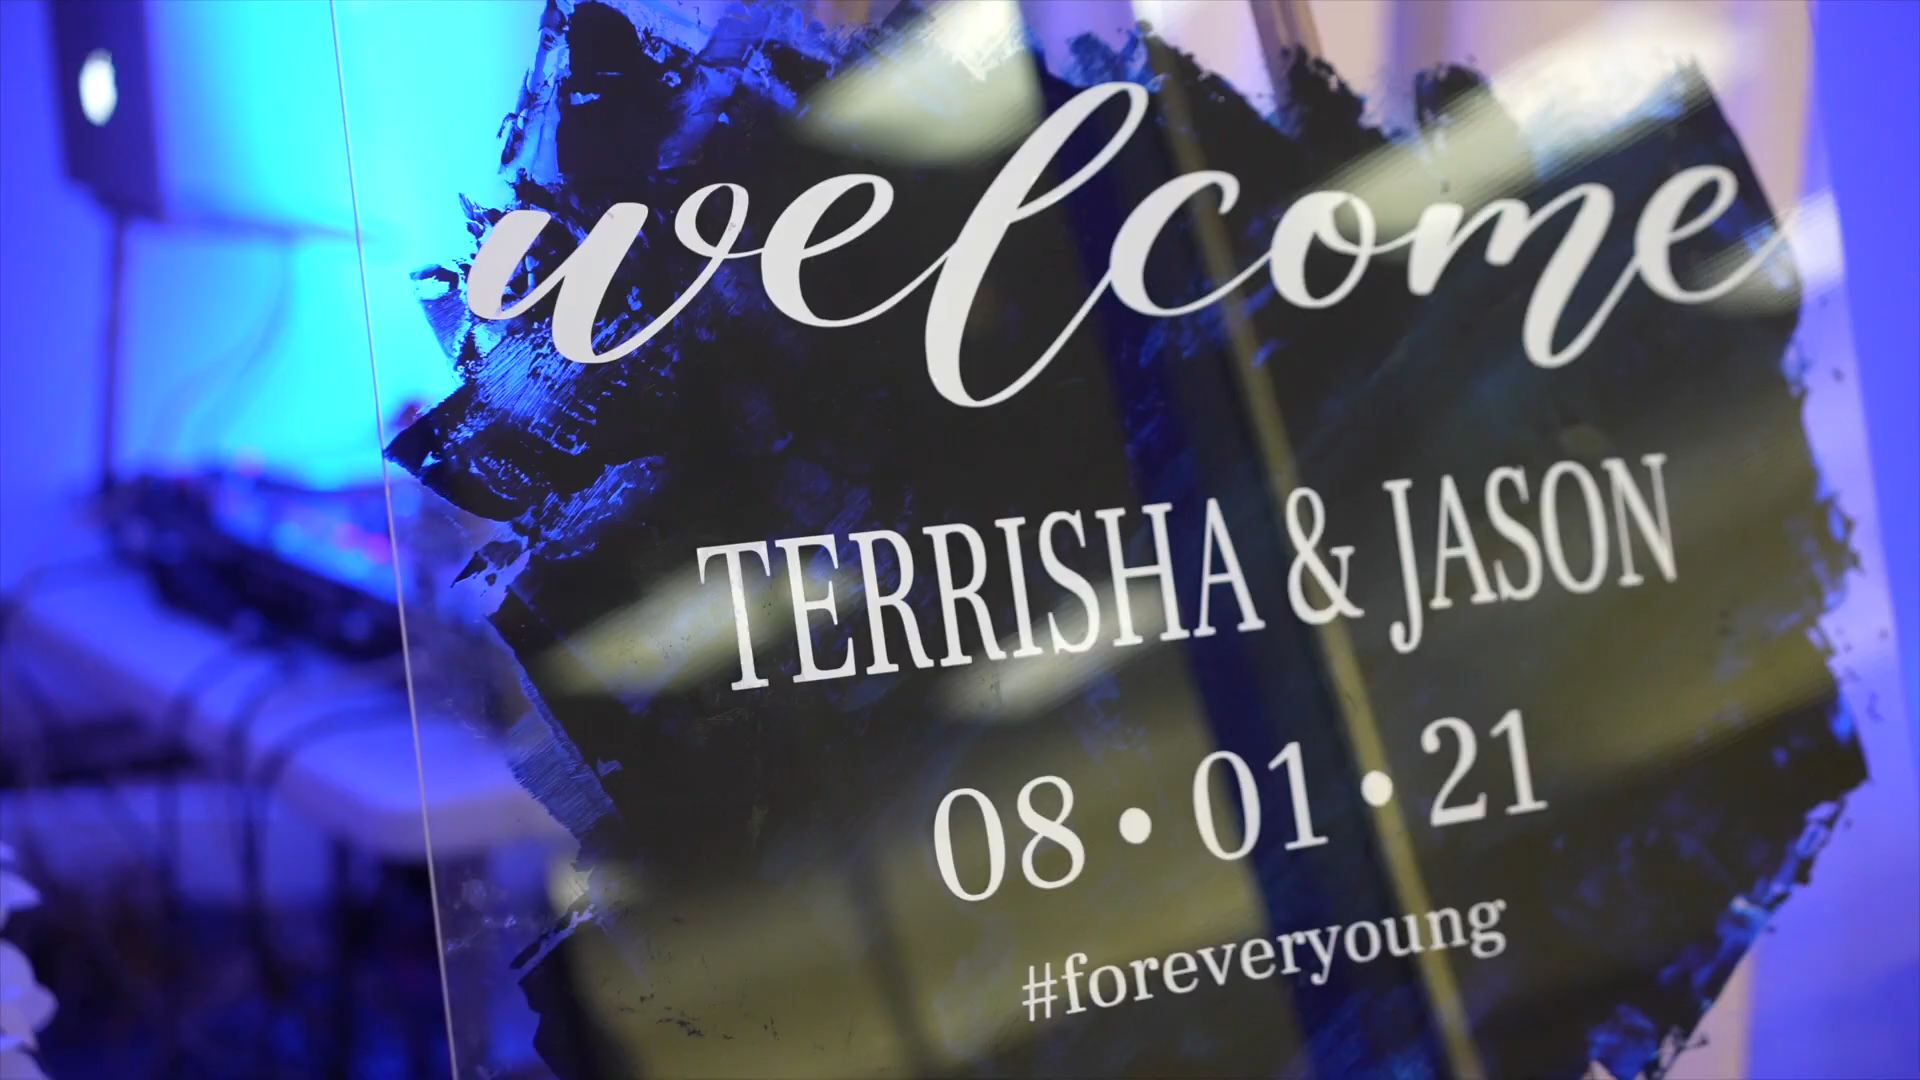 welcome
TERRISHA & JASON
08 • 01 • 21
#foreveryoung